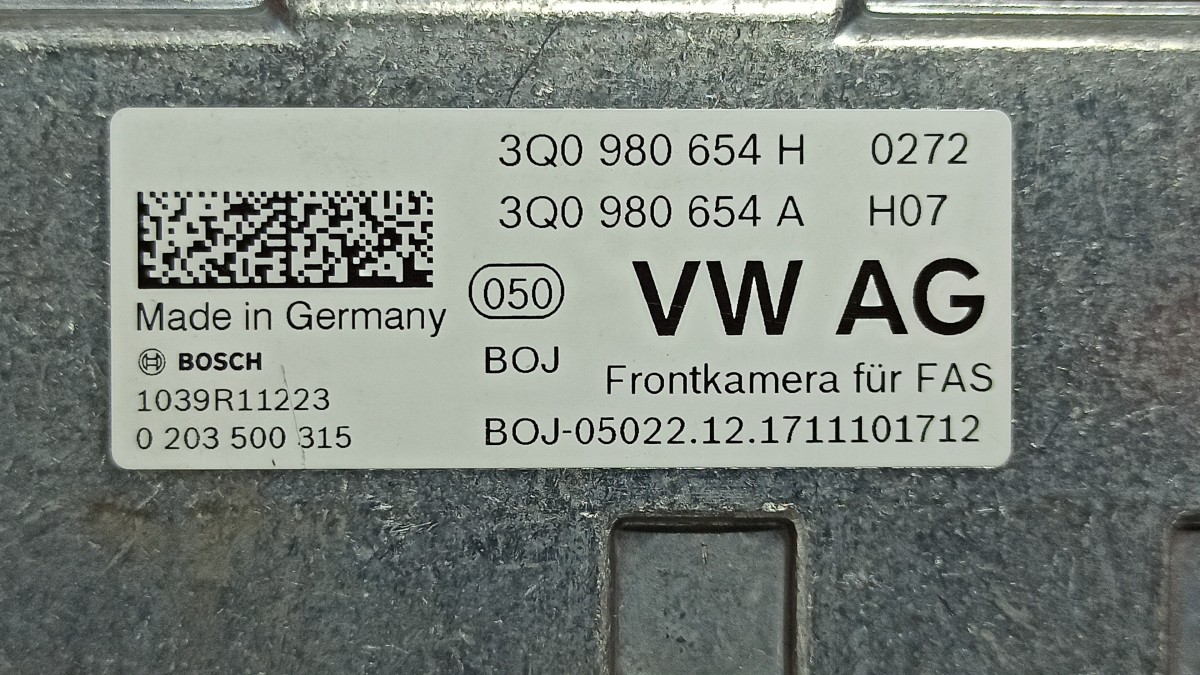 3Q0 980 654 H 0272
3Q0 980 654 A H07
050 VW AG
Made in Germany
BOSCH
BOJ
Frontkamera für FAS
1039R11223
0 203 500 315
BOJ-05022.12.1711101712